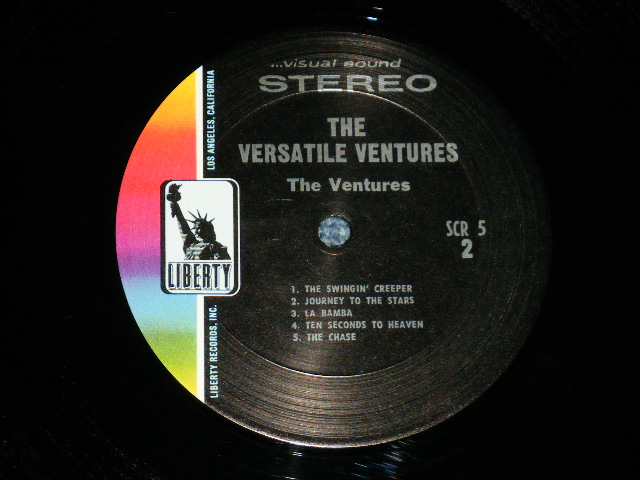 ...visual sound
STEREO
THE
VERSATILE VENTURES
The Ventures
SCR 5
2
LOS ANGELES, CALIFORNIA
LIBERTY
LIBERTY RECORDS, INC.
1. THE SWINGIN' CREEPER
2. JOURNEY TO THE STARS
3. LA BAMBA
4. TEN SECONDS TO HEAVEN
5. THE CHASE